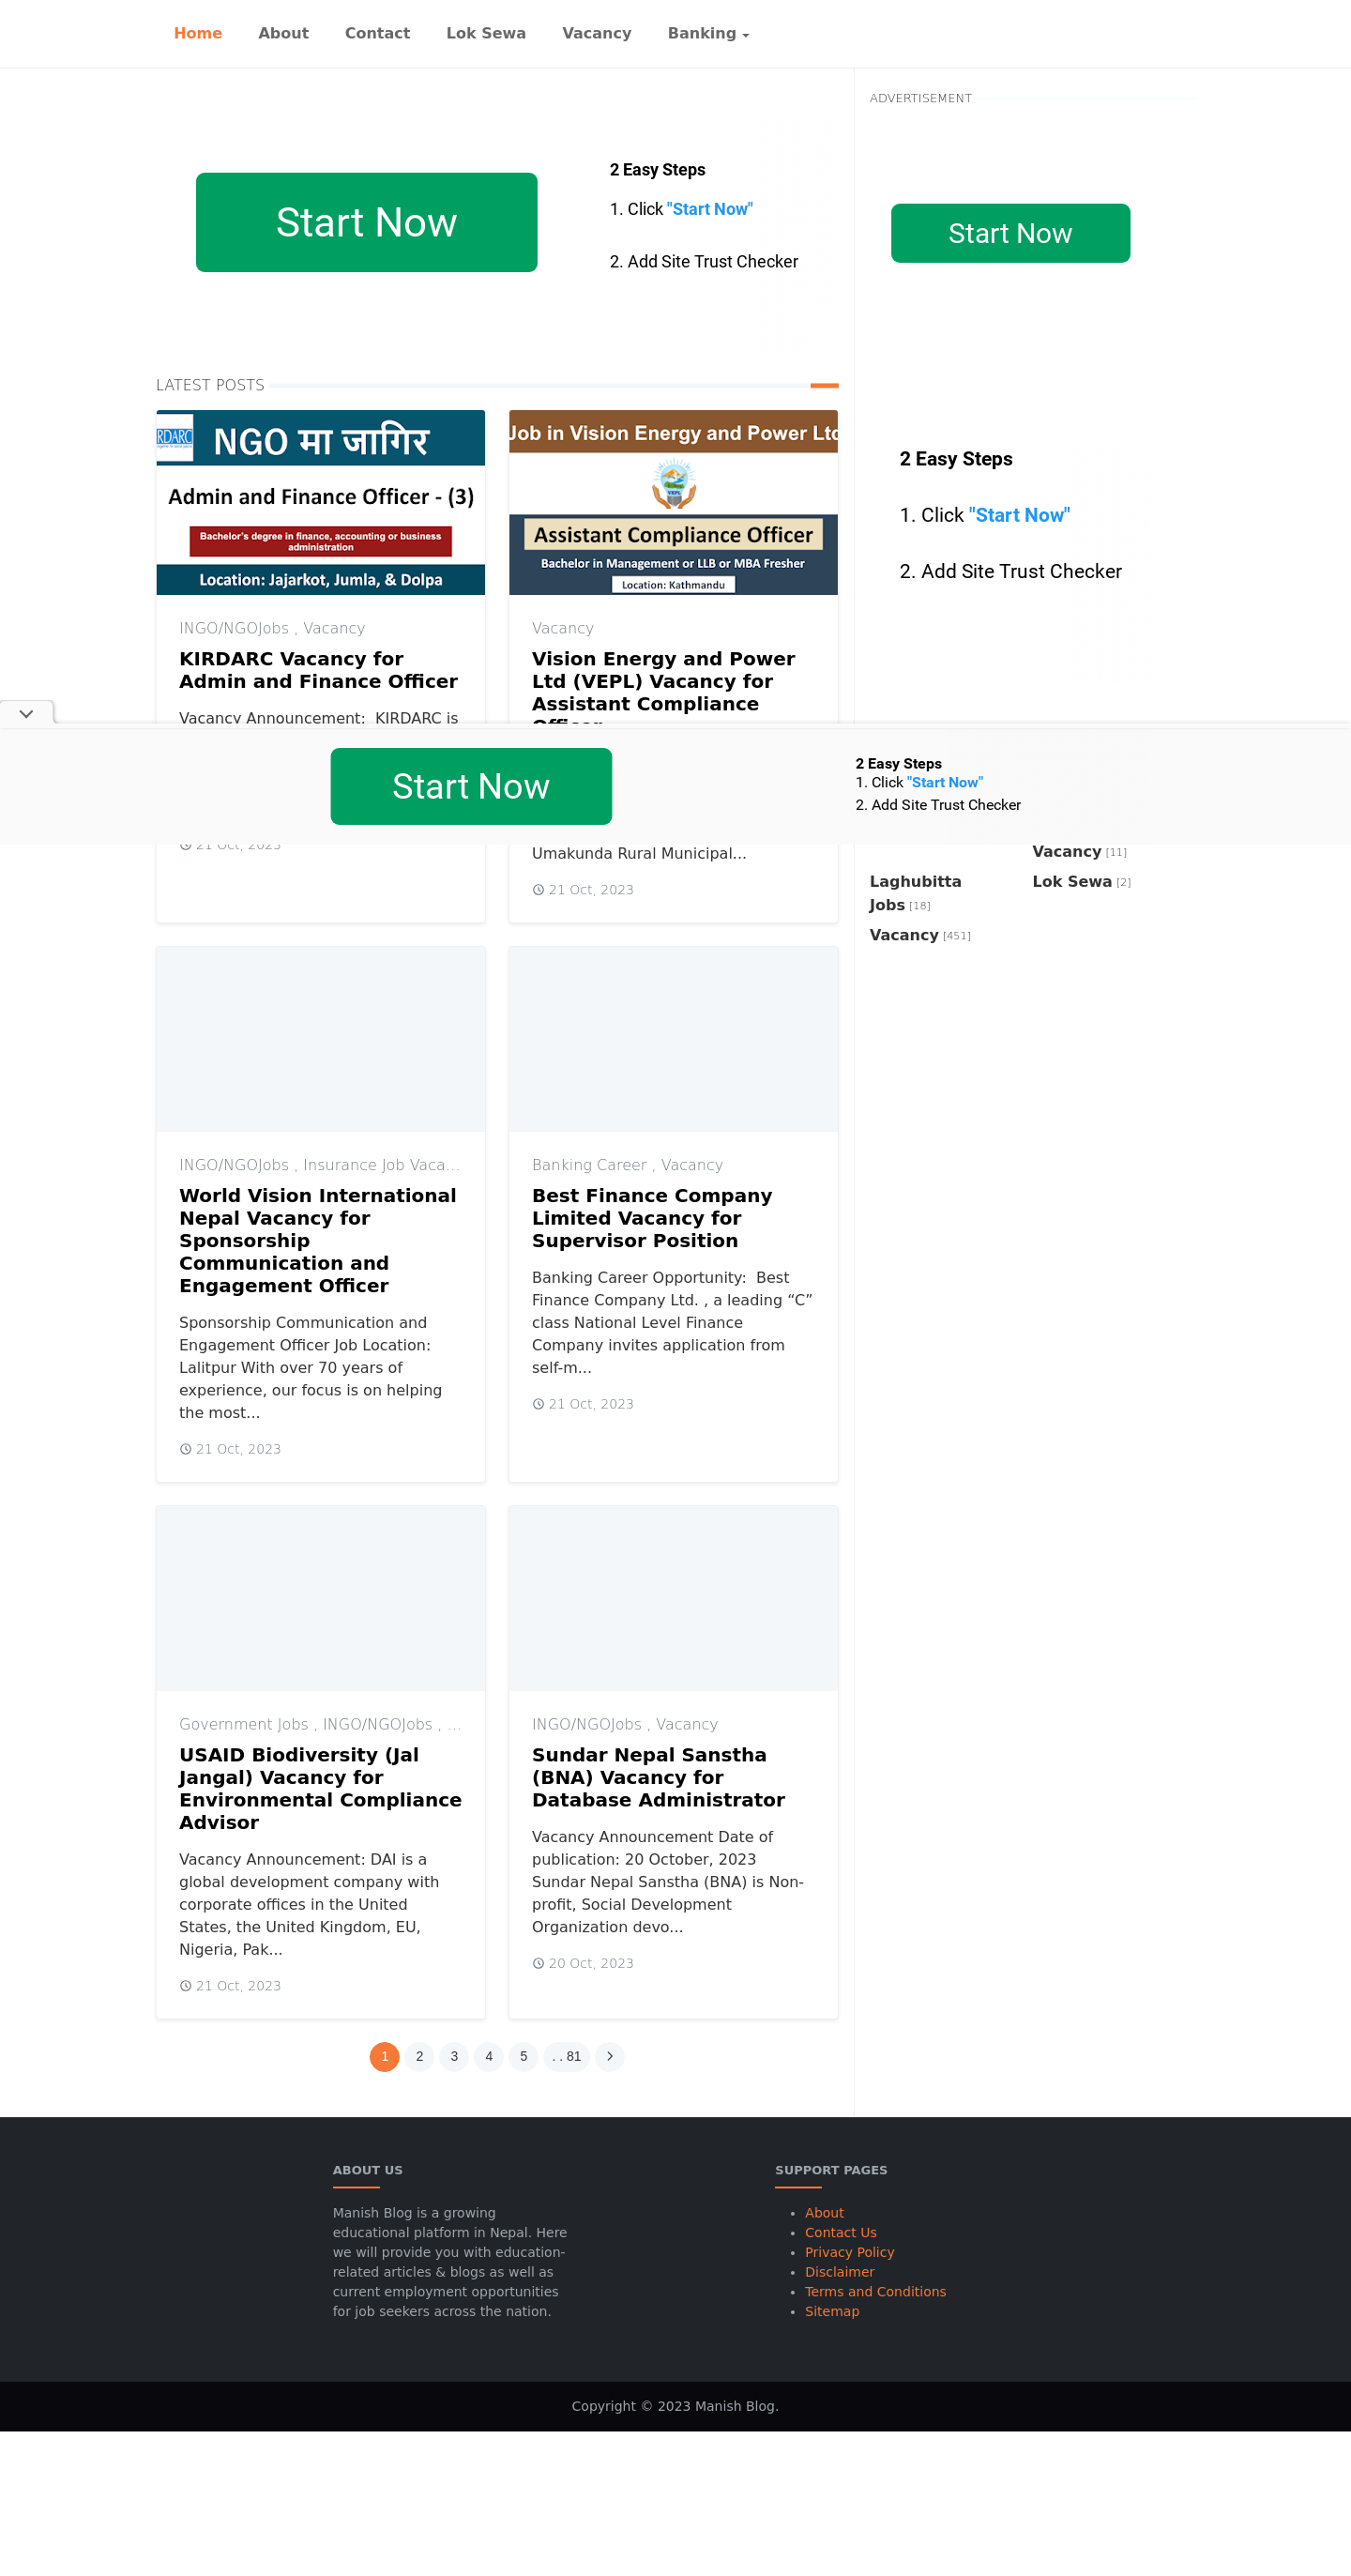 Home
About
Contact
Lok Sewa
Vacancy
Banking
Start Now
2 Easy Steps
1. Click "Start Now"
2. Add Site Trust Checker
ADVERTISEMENT
Start Now
2 Easy Steps
1. Click "Start Now"
2. Add Site Trust Checker
LATEST POSTS
NGO मा जागिर
Admin and Finance Officer - (3)
Bachelor's degree in finance, accounting or business
administration
Location: Jajarkot, Jumla, & Dolpa
INGO/NGOJobs , Vacancy
KIRDARC Vacancy for
Admin and Finance Officer
Vacancy Announcement:  KIRDARC is
21 Oct, 2023
Job in Vision Energy and Power Ltd
VEPL
Assistant Compliance Officer
Bachelor in Management or LLB or MBA Fresher
Location: Kathmandu
Vacancy
Vision Energy and Power
Ltd (VEPL) Vacancy for
Assistant Compliance
Officer
Umakunda Rural Municipal...
21 Oct, 2023
Start Now
2 Easy Steps
1. Click "Start Now"
2. Add Site Trust Checker
Vacancy [11]
Laghubitta
Jobs [18]
Lok Sewa [2]
Vacancy [451]
INGO/NGOJobs , Insurance Job Vaca...
World Vision International
Nepal Vacancy for
Sponsorship
Communication and
Engagement Officer
Sponsorship Communication and
Engagement Officer Job Location:
Lalitpur With over 70 years of
experience, our focus is on helping
the most...
21 Oct, 2023
Banking Career , Vacancy
Best Finance Company
Limited Vacancy for
Supervisor Position
Banking Career Opportunity:  Best
Finance Company Ltd. , a leading “C”
class National Level Finance
Company invites application from
self-m...
21 Oct, 2023
Government Jobs , INGO/NGOJobs , ...
USAID Biodiversity (Jal
Jangal) Vacancy for
Environmental Compliance
Advisor
Vacancy Announcement: DAI is a
global development company with
corporate offices in the United
States, the United Kingdom, EU,
Nigeria, Pak...
21 Oct, 2023
INGO/NGOJobs , Vacancy
Sundar Nepal Sanstha
(BNA) Vacancy for
Database Administrator
Vacancy Announcement Date of
publication: 20 October, 2023
Sundar Nepal Sanstha (BNA) is Non-
profit, Social Development
Organization devo...
20 Oct, 2023
1 2 3 4 5 . . 81
ABOUT US
Manish Blog is a growing
educational platform in Nepal. Here
we will provide you with education-
related articles & blogs as well as
current employment opportunities
for job seekers across the nation.
SUPPORT PAGES
About
Contact Us
Privacy Policy
Disclaimer
Terms and Conditions
Sitemap
Copyright © 2023 Manish Blog.